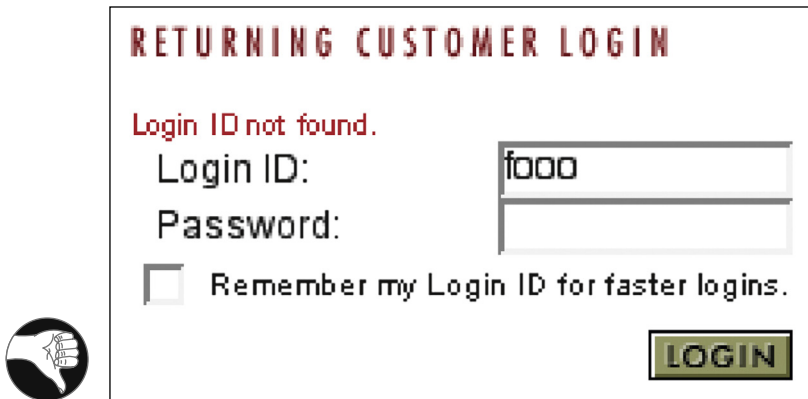 RETURNING CUSTOMER LOGIN
Login ID not found.
Login ID: fooo
Password:
Remember my Login ID for faster logins.
LOGIN